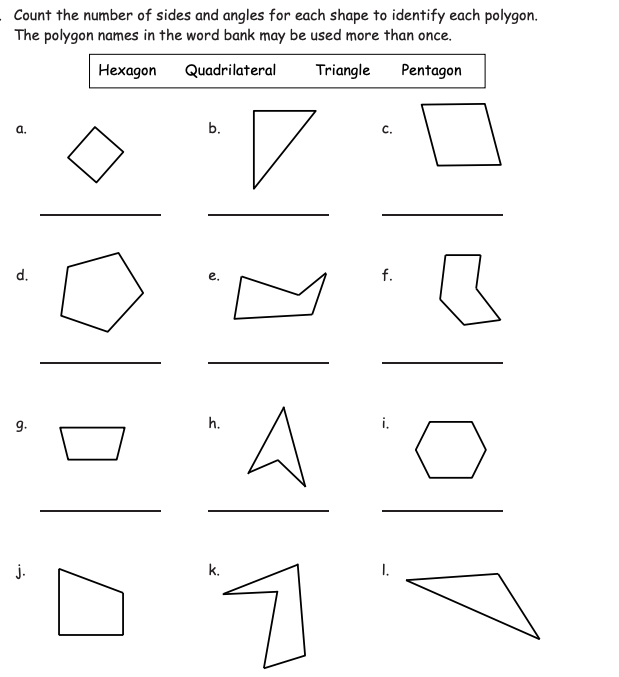 Count the number of sides and angles for each shape to identify each polygon.
The polygon names in the word bank may be used more than once.
Hexagon Quadrilateral Triangle Pentagon
a. b. c.
d. e. f.
g. h. i.
j. k. l.